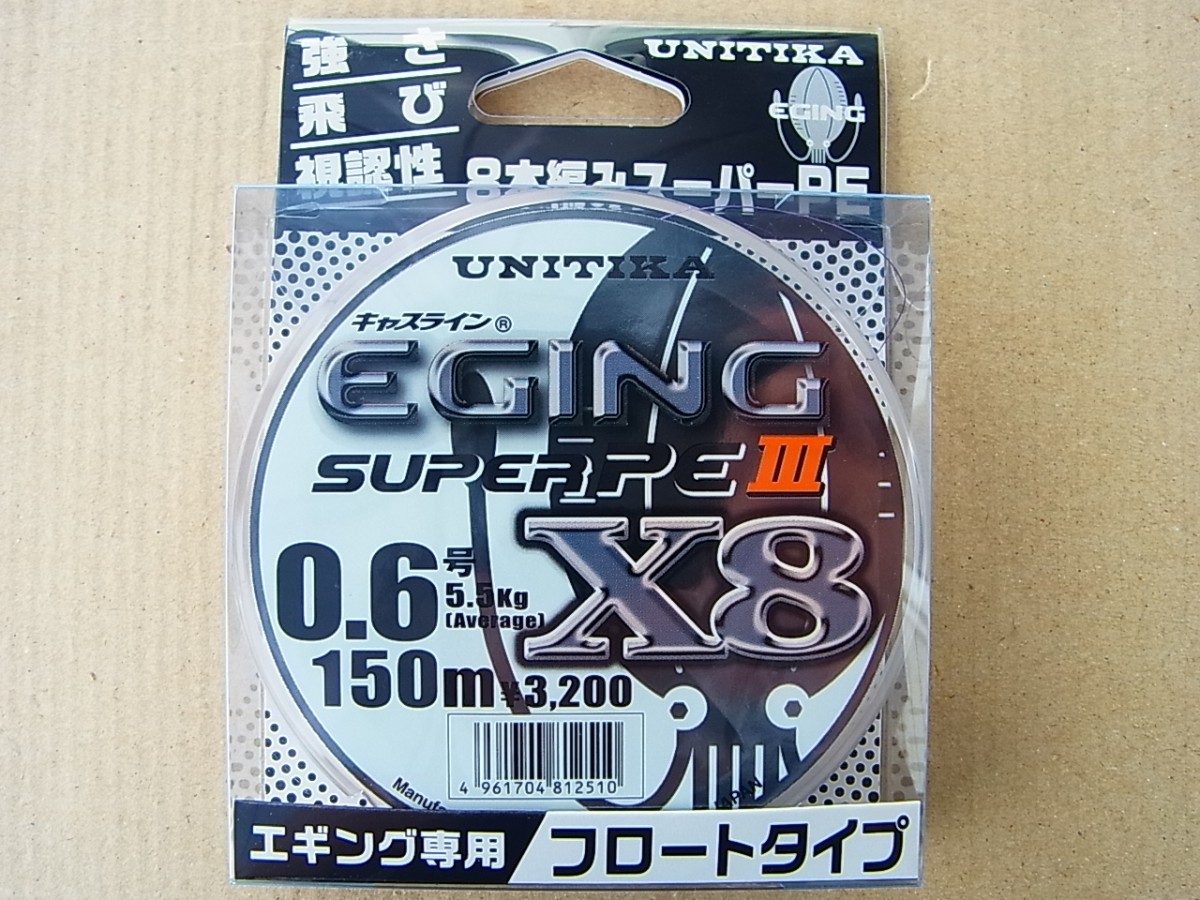 強さ
飛び
視認性
UNITIKA
EGING
8本編みスーパーPE
UNITIKA
キャスライン®
EGING
SUPER PE III
X8
0.6号
5.5Kg
(Average)
150m
¥3,200
4 961704 812510
エギング専用
フロートタイプ